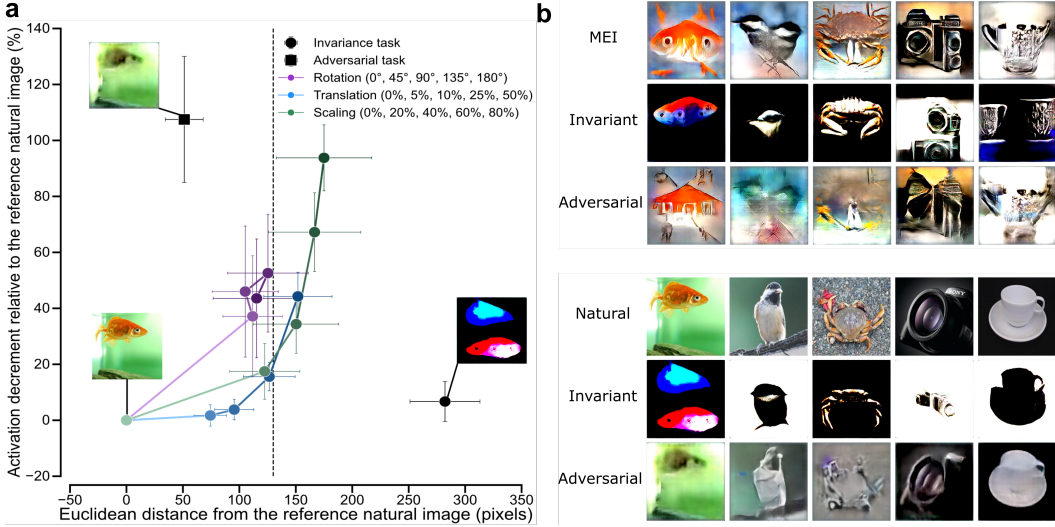 a
Activation decrement relative to the reference natural image (%)
140
120
100
80
60
40
20
0
−20
Invariance task
Adversarial task
Rotation (0°, 45°, 90°, 135°, 180°)
Translation (0%, 5%, 10%, 25%, 50%)
Scaling (0%, 20%, 40%, 60%, 80%)
−50 0 50 100 150 200 250 300 350
Euclidean distance from the reference natural image (pixels)
b
MEI
Invariant
Adversarial
Natural
SONY
Invariant
Adversarial